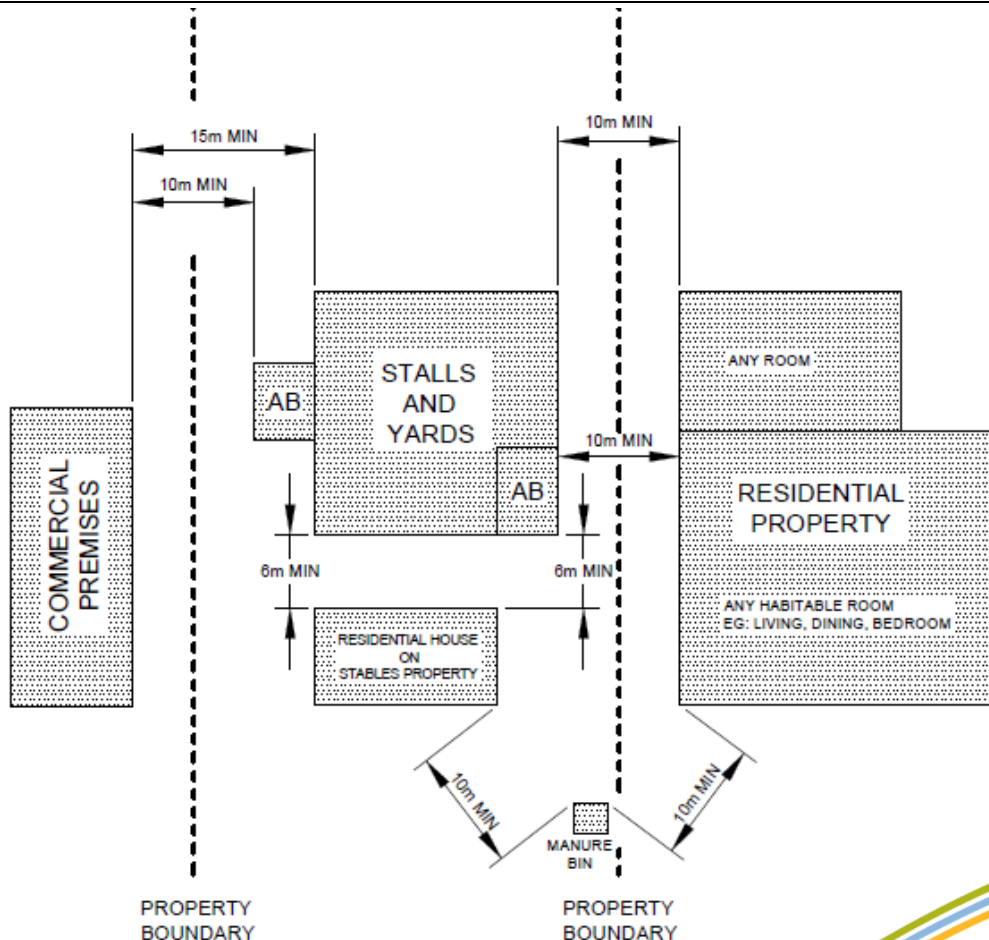 15m MIN
10m MIN
10m MIN
STALLS
AND
YARDS
ANY ROOM
AB
COMMERCIAL
PREMISES
10m MIN
AB
RESIDENTIAL
PROPERTY
6m MIN
6m MIN
ANY HABITABLE ROOM
EG: LIVING, DINING, BEDROOM
RESIDENTIAL HOUSE
ON
STABLES PROPERTY
10m MIN
10m MIN
MANURE
BIN
PROPERTY
BOUNDARY
PROPERTY
BOUNDARY